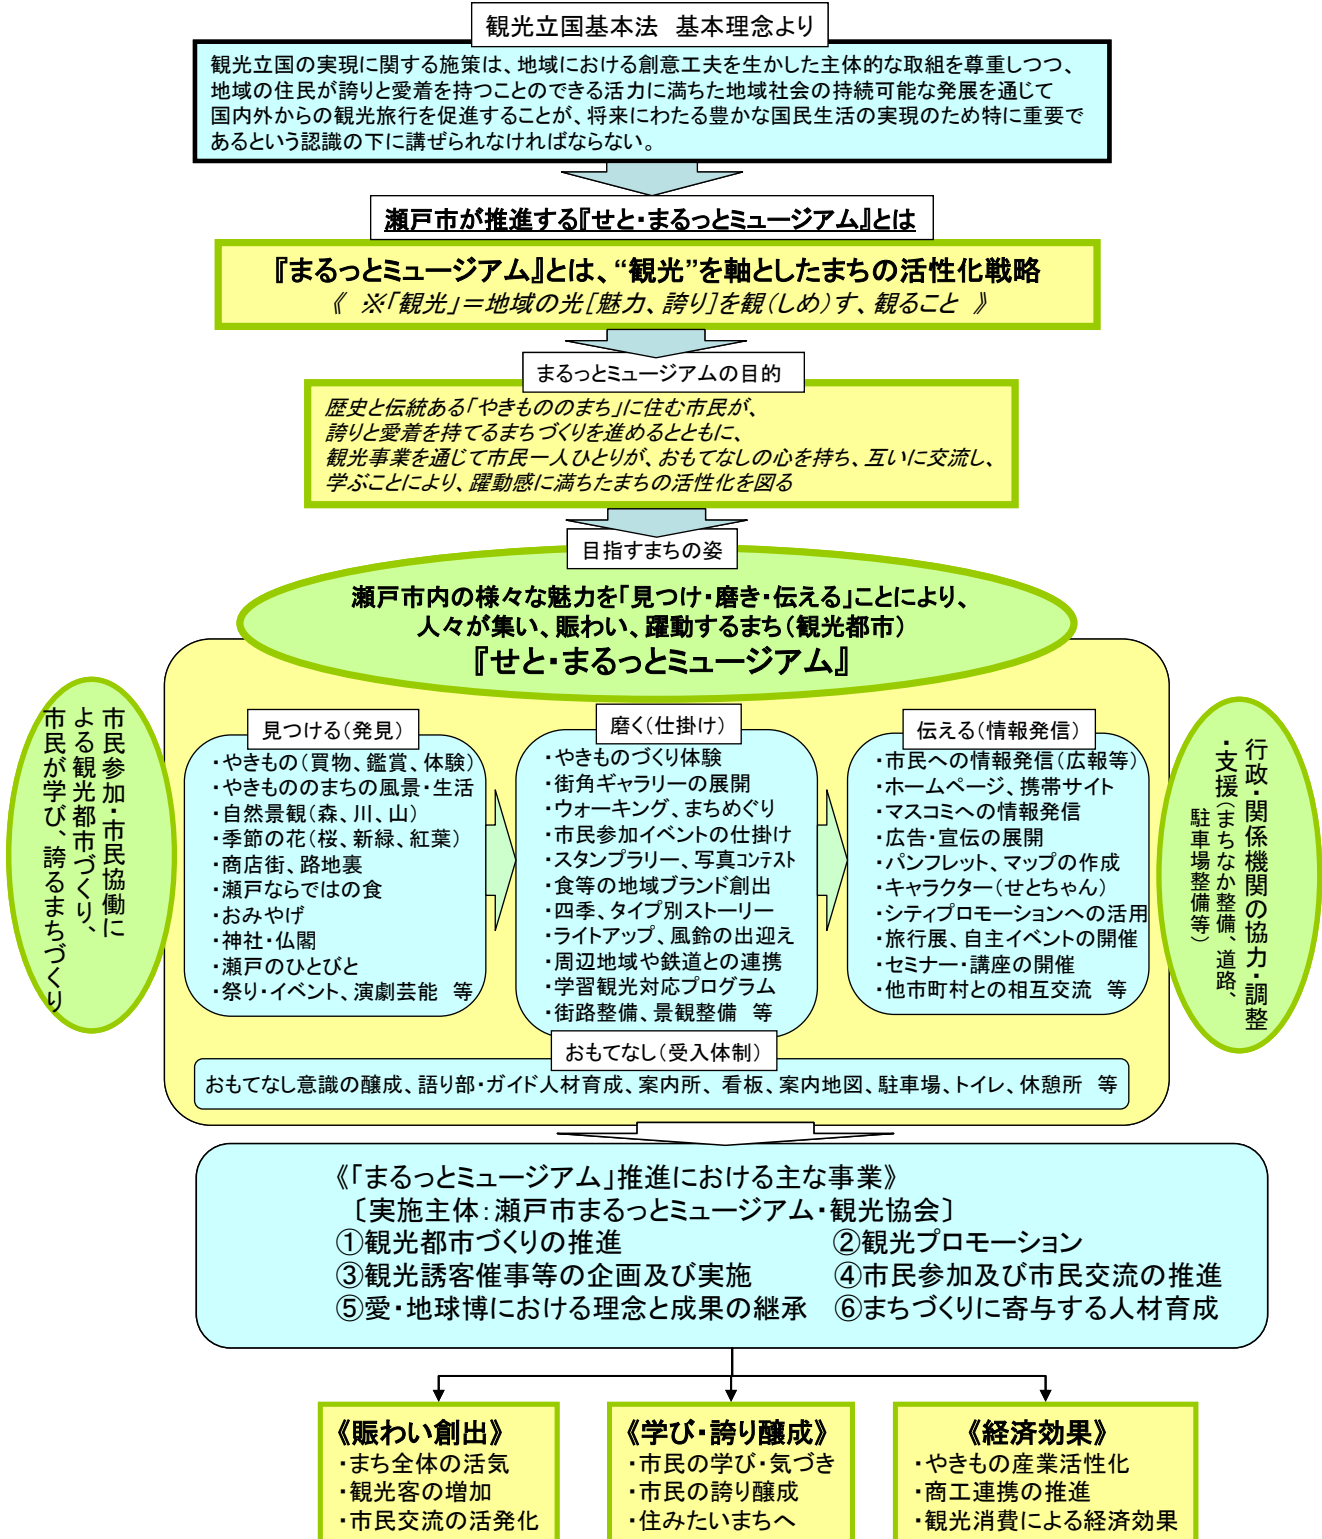 観光立国基本法 基本理念より
観光立国の実現に関する施策は、地域における創意工夫を生かした主体的な取組を尊重しつつ、
地域の住民が誇りと愛着を持つことのできる活力に満ちた地域社会の持続可能な発展を通じて
国内外からの観光旅行を促進することが、将来にわたる豊かな国民生活の実現のため特に重要で
あるという認識の下に講ぜられなければならない。
瀬戸市が推進する『せと・まるっとミュージアム』とは
『まるっとミュージアム』とは、“観光”を軸としたまちの活性化戦略
《 ※「観光」=地域の光[魅力、誇り]を観(しめ)す、観ること 》
まるっとミュージアムの目的
歴史と伝統ある「やきもののまち」に住む市民が、
誇りと愛着を持てるまちづくりを進めるとともに、
観光事業を通じて市民一人ひとりが、おもてなしの心を持ち、互いに交流し、
学ぶことにより、躍動感に満ちたまちの活性化を図る
目指すまちの姿
瀬戸市内の様々な魅力を「見つけ・磨き・伝える」ことにより、
人々が集い、賑わい、躍動するまち(観光都市)
『せと・まるっとミュージアム』
市民参加・市民協働に
よる観光都市づくり、
市民が学び、誇るまちづくり
見つける(発見)
・やきもの(買物、鑑賞、体験)
・やきもののまちの風景・生活
・自然景観(森、川、山)
・季節の花(桜、新緑、紅葉)
・商店街、路地裏
・瀬戸ならではの食
・おみやげ
・神社・仏閣
・瀬戸のひとびと
・祭り・イベント、演劇芸能 等
磨く(仕掛け)
・やきものづくり体験
・街角ギャラリーの展開
・ウォーキング、まちめぐり
・市民参加イベントの仕掛け
・スタンプラリー、写真コンテスト
・食等の地域ブランド創出
・四季、タイプ別ストーリー
・ライトアップ、風鈴の出迎え
・周辺地域や鉄道との連携
・学習観光対応プログラム
・街路整備、景観整備 等
伝える(情報発信)
・市民への情報発信(広報等)
・ホームページ、携帯サイト
・マスコミへの情報発信
・広告・宣伝の展開
・パンフレット、マップの作成
・キャラクター(せとちゃん)
・シティプロモーションへの活用
・旅行展、自主イベントの開催
・セミナー・講座の開催
・他市町村との相互交流 等
行政・関係機関の協力・調整
・支援(まちなか整備、道路、
駐車場整備等)
おもてなし(受入体制)
おもてなし意識の醸成、語り部・ガイド人材育成、案内所、看板、案内地図、駐車場、トイレ、休憩所 等
《「まるっとミュージアム」推進における主な事業》
〔実施主体:瀬戸市まるっとミュージアム・観光協会〕
①観光都市づくりの推進 ②観光プロモーション
③観光誘客催事等の企画及び実施 ④市民参加及び市民交流の推進
⑤愛・地球博における理念と成果の継承 ⑥まちづくりに寄与する人材育成
《賑わい創出》
・まち全体の活気
・観光客の増加
・市民交流の活発化
《学び・誇り醸成》
・市民の学び・気づき
・市民の誇り醸成
・住みたいまちへ
《経済効果》
・やきもの産業活性化
・商工連携の推進
・観光消費による経済効果